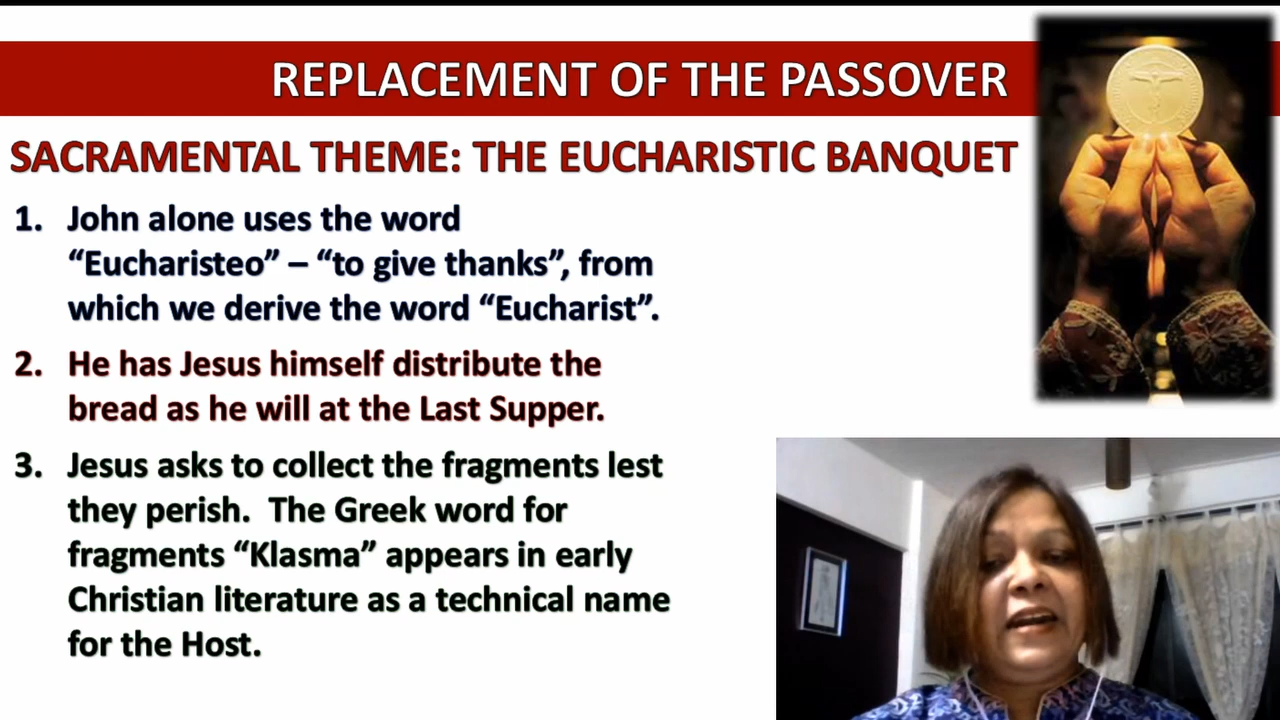 REPLACEMENT OF THE PASSOVER
SACRAMENTAL THEME: THE EUCHARISTIC BANQUET
1. John alone uses the word
“Eucharisteo” – “to give thanks”, from
which we derive the word “Eucharist”.
2. He has Jesus himself distribute the
bread as he will at the Last Supper.
3. Jesus asks to collect the fragments lest
they perish.  The Greek word for
fragments “Klasma” appears in early
Christian literature as a technical name
for the Host.